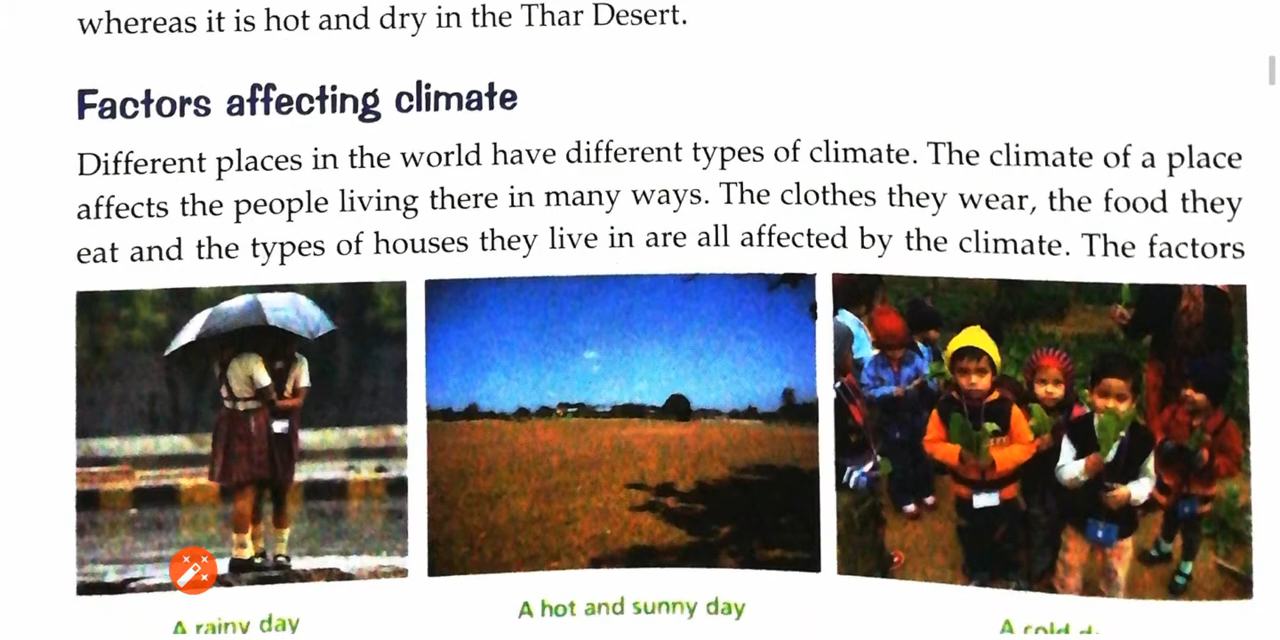 whereas it is hot and dry in the Thar Desert.
Factors affecting climate
Different places in the world have different types of climate. The climate of a place
affects the people living there in many ways. The clothes they wear, the food they
eat and the types of houses they live in are all affected by the climate. The factors
A rainy day
A hot and sunny day
A cold